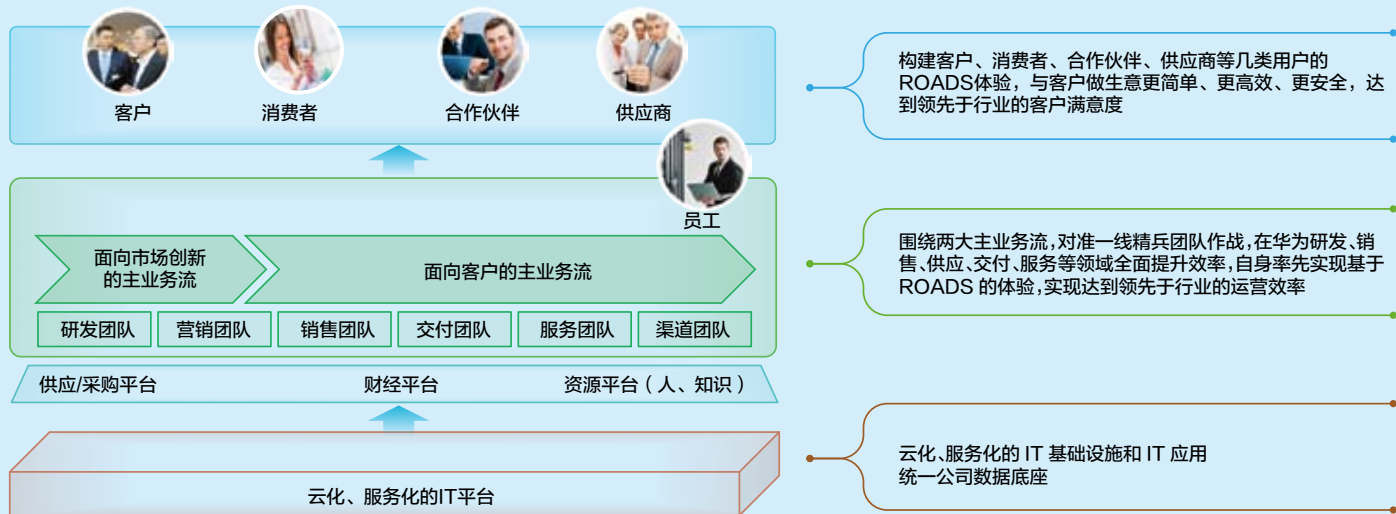 客户
消费者
合作伙伴
供应商
构建客户、消费者、合作伙伴、供应商等几类用户的
ROADS体验，与客户做生意更简单、更高效、更安全，达
到领先于行业的客户满意度
员工
面向市场创新
的主业务流
面向客户的主业务流
研发团队
营销团队
销售团队
交付团队
服务团队
渠道团队
围绕两大主业务流,对准一线精兵团队作战,在华为研发、销
售、供应、交付、服务等领域全面提升效率,自身率先实现基于
ROADS 的体验,实现达到领先于行业的运营效率
供应/采购平台
财经平台
资源平台（人、知识）
云化、服务化的IT平台
云化、服务化的 IT 基础设施和 IT 应用
统一公司数据底座